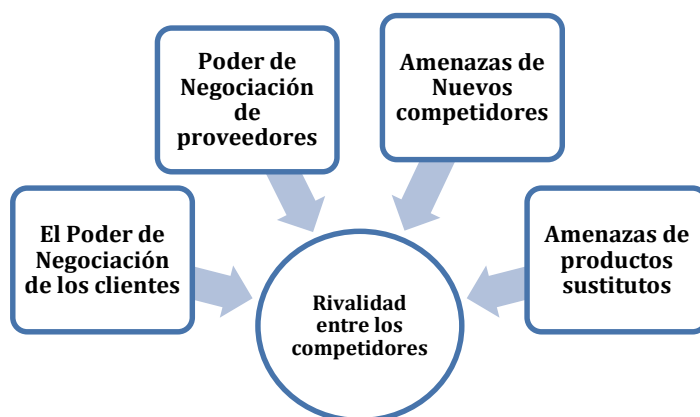 Poder de
Negociación
de
proveedores
Amenazas de
Nuevos
competidores
El Poder de
Negociación
de los clientes
Amenazas de
productos
sustitutos
Rivalidad
entre los
competidores